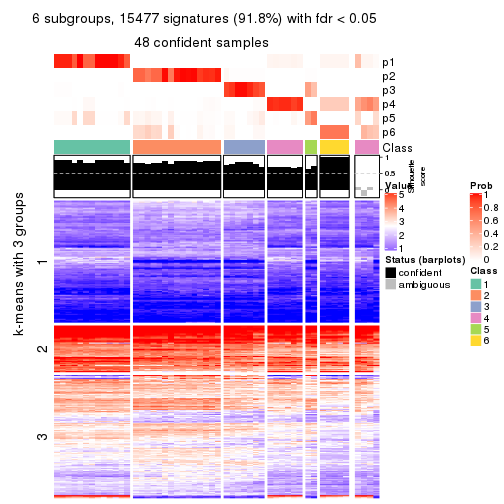 6 subgroups, 15477 signatures (91.8%) with fdr < 0.05
48 confident samples
p1
p2
p3
p4
p5
p6
Class
1
0.5
0
Silhouette
score
k-means with 3 groups
1
2
3
Value
5
4
3
2
1
Status (barplots)
confident
ambiguous
Prob
1
0.8
0.6
0.4
0.2
0
Class
1
2
3
4
5
6